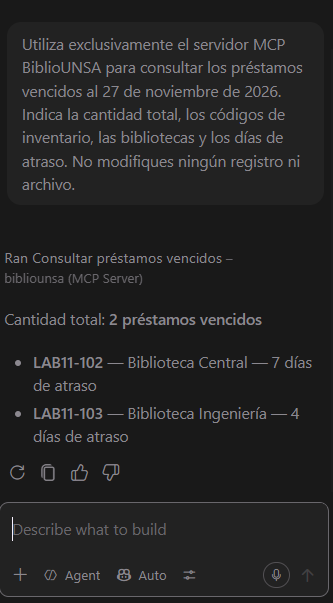 Utiliza exclusivamente el servidor MCP
BiblioUNSA para consultar los préstamos
vencidos al 27 de noviembre de 2026.
Indica la cantidad total, los códigos de
inventario, las bibliotecas y los días de
atraso. No modifiques ningún registro ni
archivo.
Ran Consultar préstamos vencidos –
bibliounsa (MCP Server)
Cantidad total: 2 préstamos vencidos
• LAB11-102 — Biblioteca Central — 7 días
de atraso
• LAB11-103 — Biblioteca Ingeniería — 4
días de atraso
Describe what to build
Agent Auto